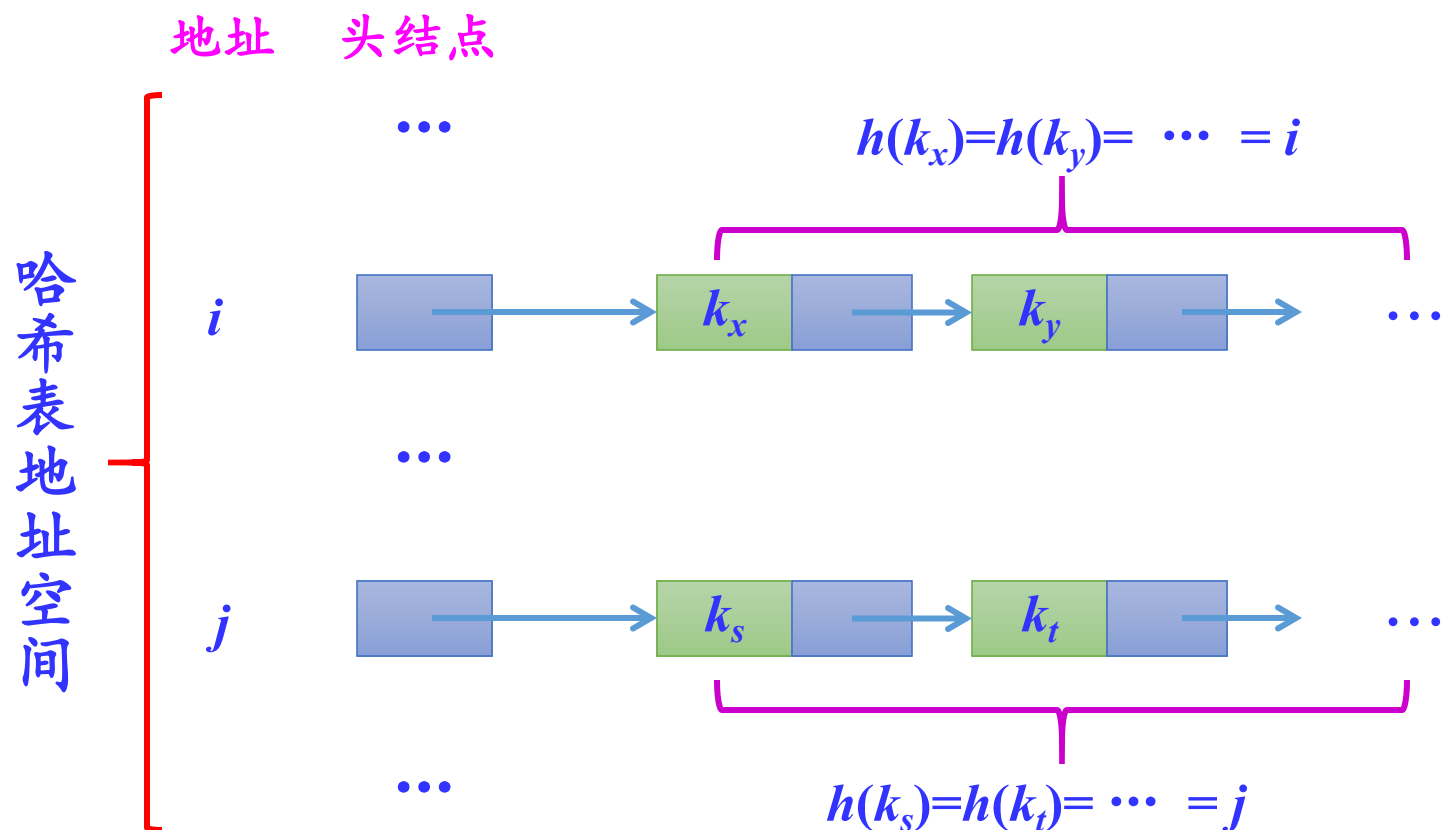 地址 头结点
…
h(kx)=h(ky)= … = i
哈希表地址空间
i
kx ky …
…
j
ks kt …
…
h(ks)=h(kt)= … = j